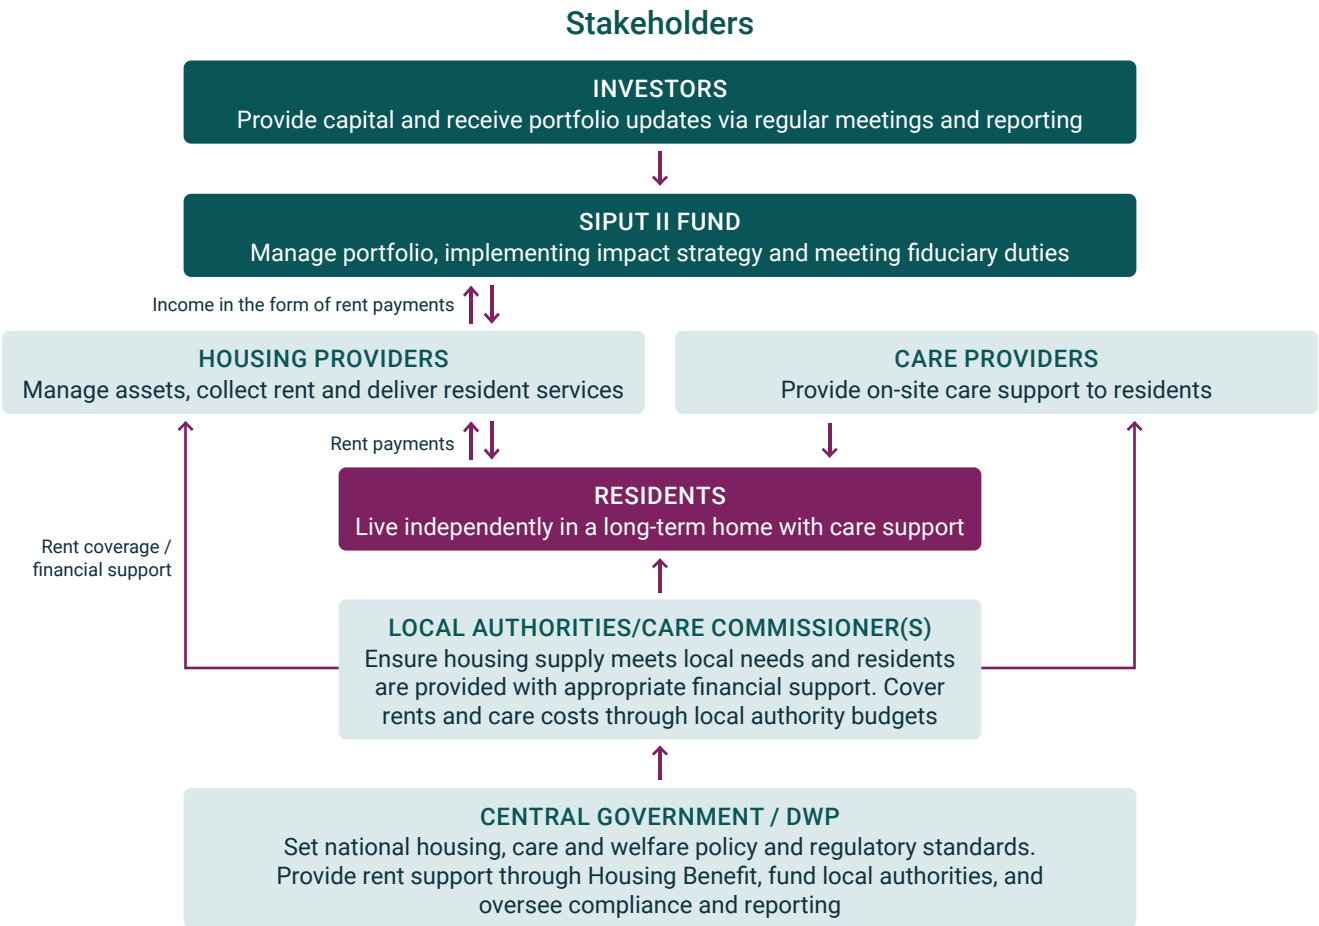 Stakeholders
INVESTORS
Provide capital and receive portfolio updates via regular meetings and reporting
SIPUT II FUND
Manage portfolio, implementing impact strategy and meeting fiduciary duties
Income in the form of rent payments
HOUSING PROVIDERS
Manage assets, collect rent and deliver resident services
CARE PROVIDERS
Provide on-site care support to residents
Rent payments
RESIDENTS
Live independently in a long-term home with care support
Rent coverage /
financial support
LOCAL AUTHORITIES/CARE COMMISSIONER(S)
Ensure housing supply meets local needs and residents
are provided with appropriate financial support. Cover
rents and care costs through local authority budgets
CENTRAL GOVERNMENT / DWP
Set national housing, care and welfare policy and regulatory standards.
Provide rent support through Housing Benefit, fund local authorities, and
oversee compliance and reporting